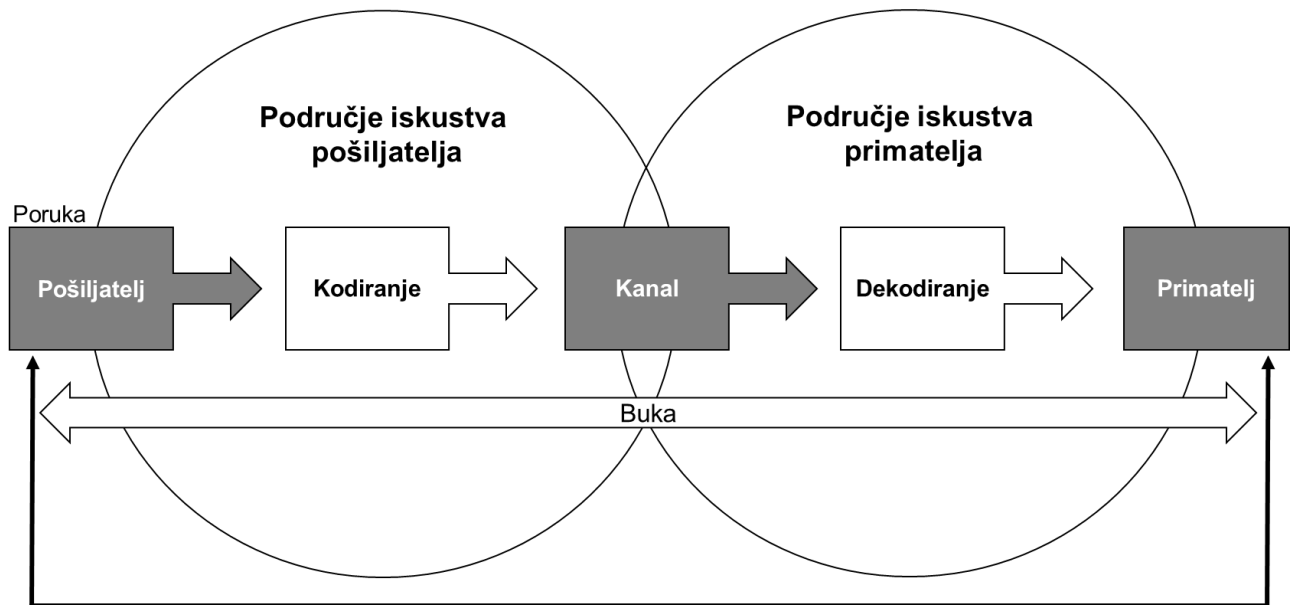 Područje iskustva
pošiljatelja
Područje iskustva
primatelja
Poruka
Pošiljatelj
Kodiranje
Kanal
Dekodiranje
Primatelj
Buka